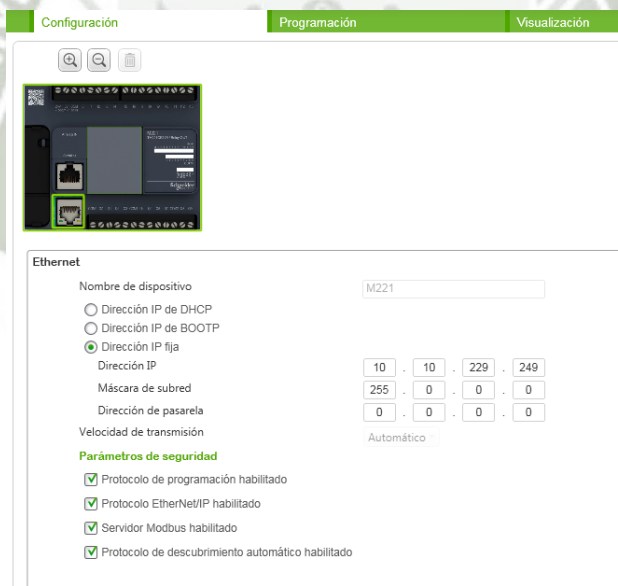 Configuración Programación Visualización
Schneider
Ethernet
Nombre de dispositivo M221
Dirección IP de DHCP
Dirección IP de BOOTP
Dirección IP fija
Dirección IP 10 . 10 . 229 . 249
Máscara de subred 255 . 0 . 0 . 0
Dirección de pasarela 0 . 0 . 0 . 0
Velocidad de transmisión Automático
Parámetros de seguridad
Protocolo de programación habilitado
Protocolo EtherNet/IP habilitado
Servidor Modbus habilitado
Protocolo de descubrimiento automático habilitado